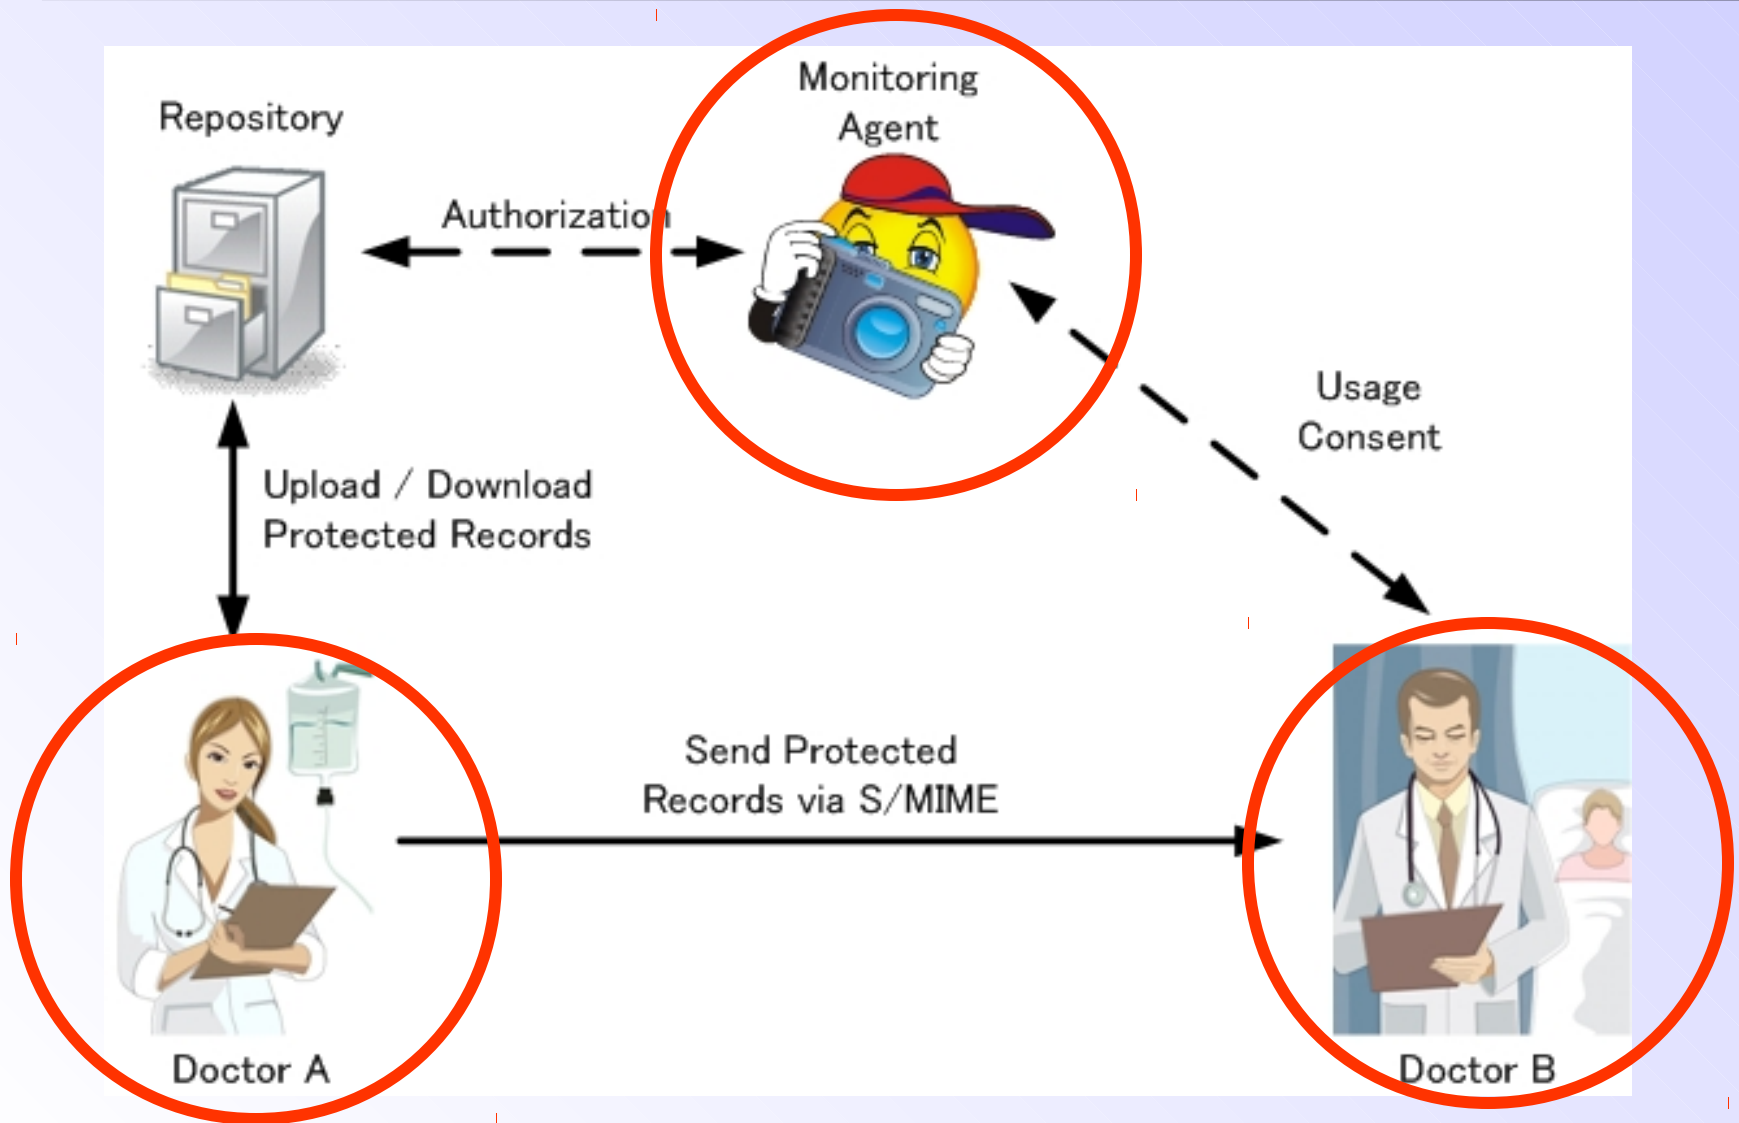 Monitoring
Agent
Repository
Authorization
Usage
Consent
Upload / Download
Protected Records
Send Protected
Records via S/MIME
Doctor A
Doctor B